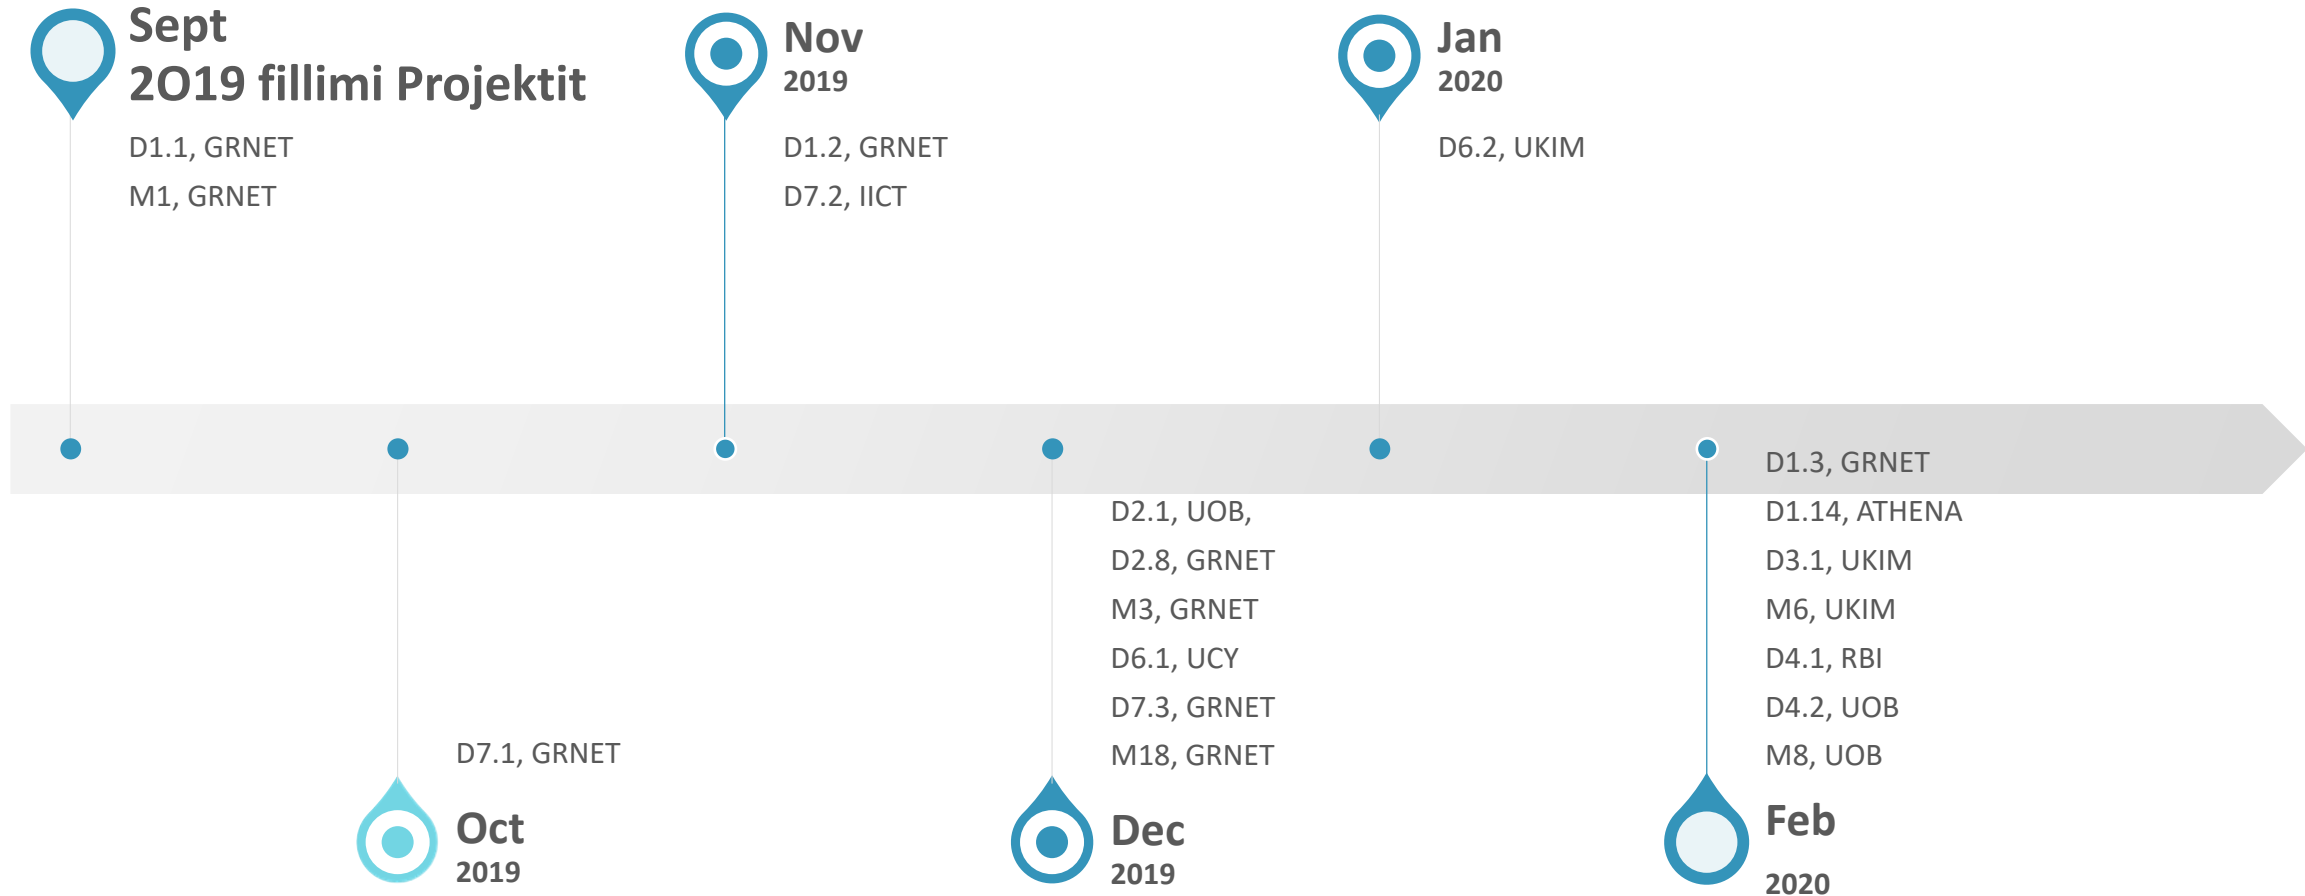 Sept
2O19 fillimi Projektit
D1.1, GRNET
M1, GRNET
Nov
2019
D1.2, GRNET
D7.2, IICT
Jan
2020
D6.2, UKIM
D7.1, GRNET
Oct
2019
D2.1, UOB,
D2.8, GRNET
M3, GRNET
D6.1, UCY
D7.3, GRNET
M18, GRNET
Dec
2019
D1.3, GRNET
D1.14, ATHENA
D3.1, UKIM
M6, UKIM
D4.1, RBI
D4.2, UOB
M8, UOB
Feb
2020